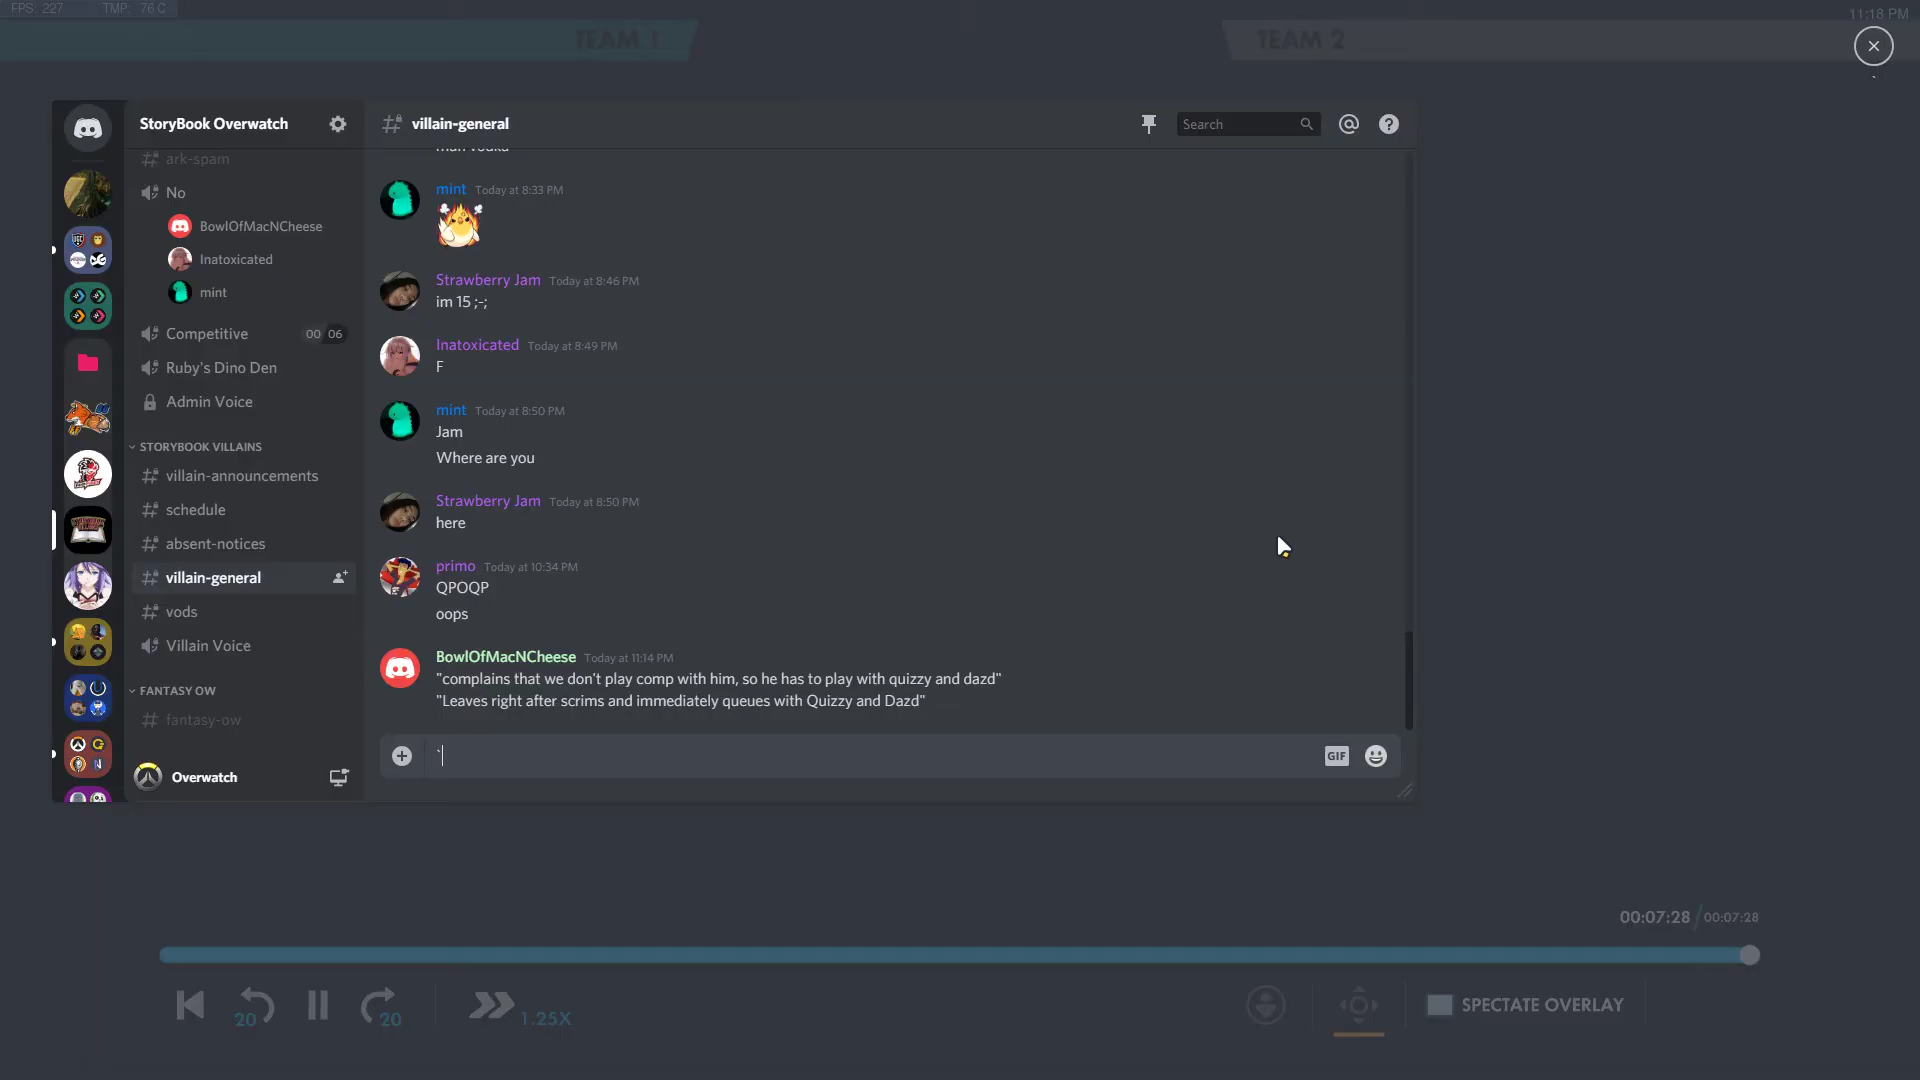 FPS: 227 TMP: 76 C
11:18 PM
TEAM 1
TEAM 2
StoryBook Overwatch
villain-general
Search
ark-spam
No
BowlOfMacNCheese
Inatoxicated
mint
Competitive 00 06
Ruby's Dino Den
Admin Voice
STORYBOOK VILLAINS
villain-announcements
schedule
absent-notices
villain-general
vods
Villain Voice
FANTASY OW
fantasy-ow
Overwatch
mint Today at 8:33 PM
Strawberry Jam Today at 8:46 PM
im 15 ;-;
Inatoxicated Today at 8:49 PM
F
mint Today at 8:50 PM
Jam
Where are you
Strawberry Jam Today at 8:50 PM
here
primo Today at 10:34 PM
QPOQP
oops
BowlOfMacNCheese Today at 11:14 PM
"complains that we don't play comp with him, so he has to play with quizzy and dazd"
"Leaves right after scrims and immediately queues with Quizzy and Dazd"
`
GIF
00:07:28 / 00:07:28
20
20
1.25X
SPECTATE OVERLAY